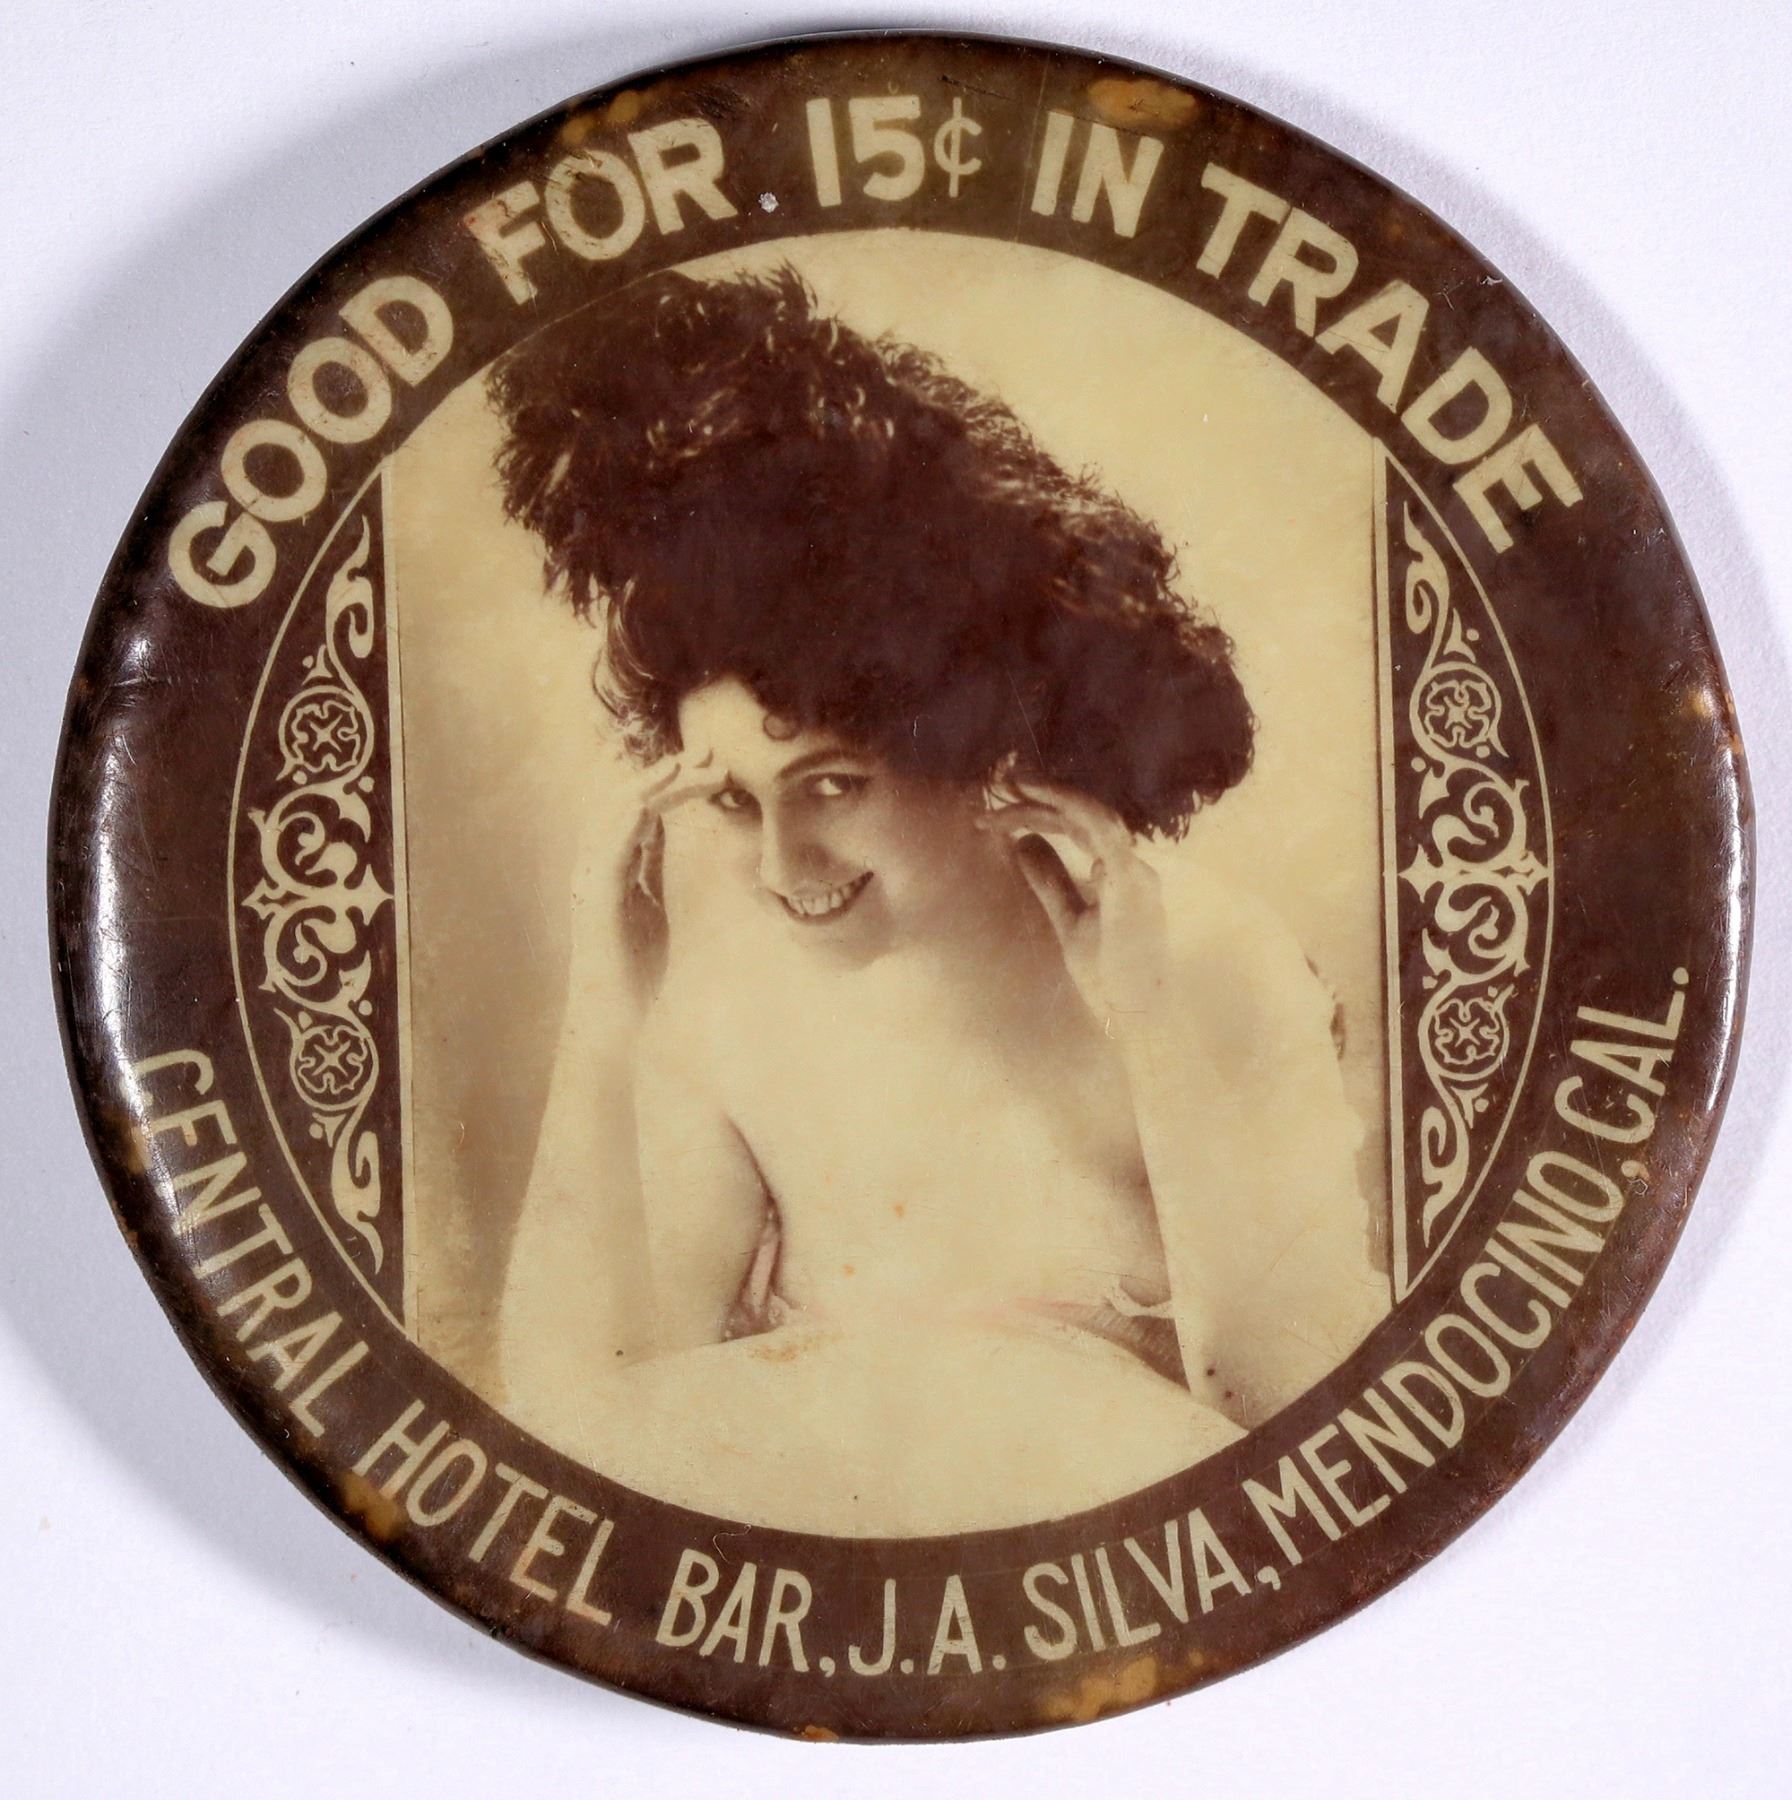 GOOD FOR 15¢ IN TRADE
CENTRAL HOTEL BAR, J.A. SILVA, MENDOCINO, CAL.